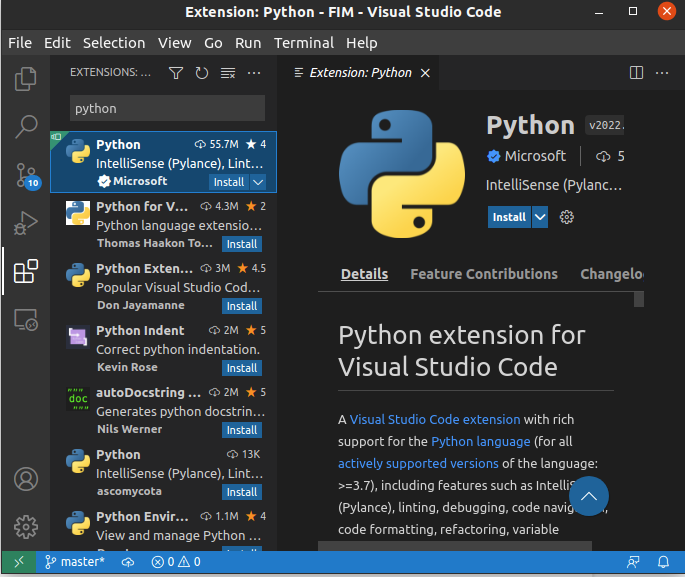 Extension: Python - FIM - Visual Studio Code
File Edit Selection View Go Run Terminal Help
EXTENSIONS: ...
Extension: Python
python
Python 55.7M 4
IntelliSense (Pylance), Lint...
Microsoft Install
Python for V... 4.3M 2
Python language extensio...
Thomas Haakon To... Install
Python Exten... 3M 4.5
Popular Visual Studio Cod...
Don Jayamanne Install
Python Indent 2M 5
Correct python indentation.
Kevin Rose Install
""" doc """
autoDocstring ... 2M 5
Generates python docstrin...
Nils Werner Install
Python 13K
IntelliSense (Pylance), Lint...
ascomycota Install
Python Envir... 1.1M 4
View and manage Python ...
10
Python v2022.
Microsoft 5
IntelliSense (Pylanc...
Install
Details Feature Contributions Changelo
Python extension for
Visual Studio Code
A Visual Studio Code extension with rich
support for the Python language (for all
actively supported versions of the language:
>=3.7), including features such as IntelliS
(Pylance), linting, debugging, code navig
code formatting, refactoring, variable
master* 0 0